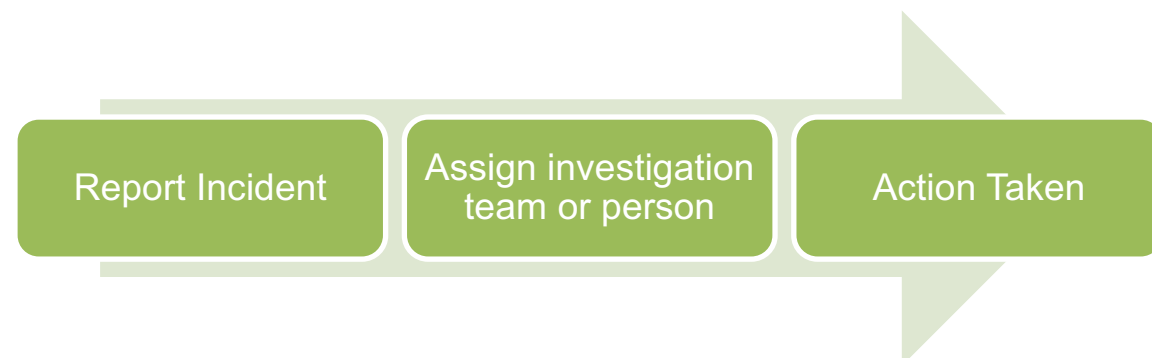 Report Incident
Assign investigation
team or person
Action Taken